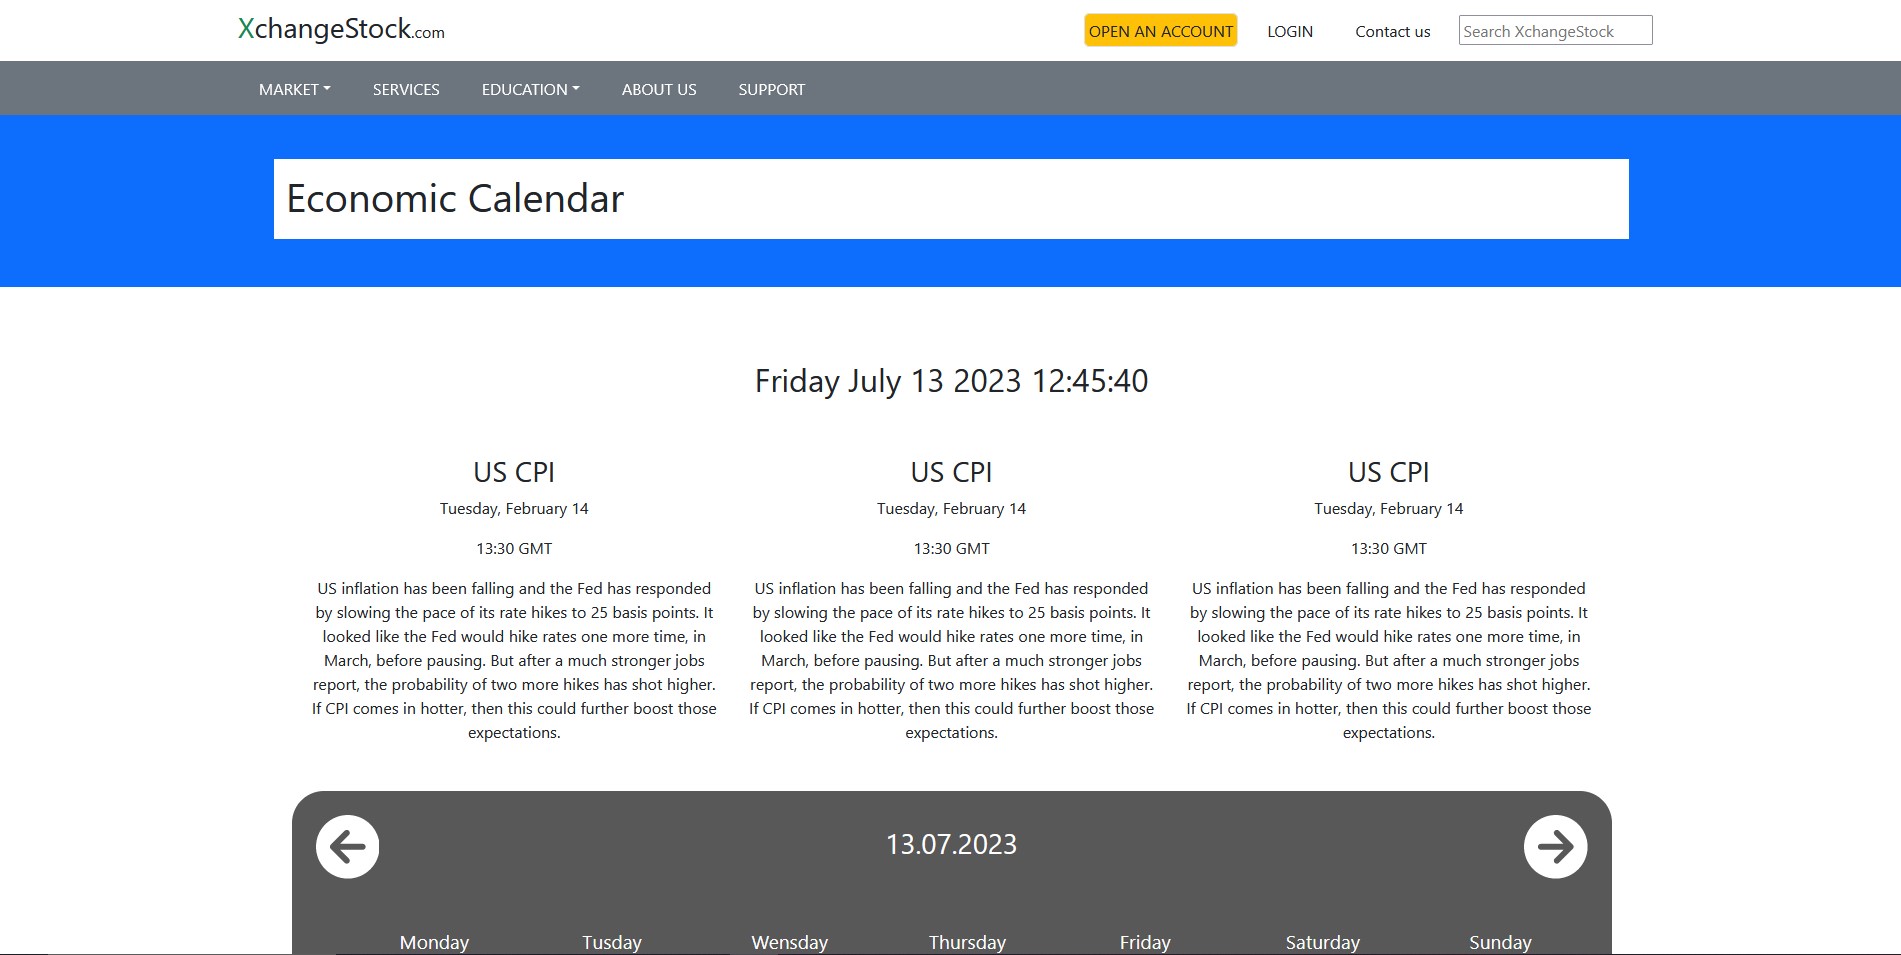 XchangeStock.com
OPEN AN ACCOUNT LOGIN Contact us Search XchangeStock
MARKET SERVICES EDUCATION ABOUT US SUPPORT
Economic Calendar
Friday July 13 2023 12:45:40
US CPI
Tuesday, February 14
13:30 GMT
US inflation has been falling and the Fed has responded
by slowing the pace of its rate hikes to 25 basis points. It
looked like the Fed would hike rates one more time, in
March, before pausing. But after a much stronger jobs
report, the probability of two more hikes has shot higher.
If CPI comes in hotter, then this could further boost those
expectations.
US CPI
Tuesday, February 14
13:30 GMT
US inflation has been falling and the Fed has responded
by slowing the pace of its rate hikes to 25 basis points. It
looked like the Fed would hike rates one more time, in
March, before pausing. But after a much stronger jobs
report, the probability of two more hikes has shot higher.
If CPI comes in hotter, then this could further boost those
expectations.
US CPI
Tuesday, February 14
13:30 GMT
US inflation has been falling and the Fed has responded
by slowing the pace of its rate hikes to 25 basis points. It
looked like the Fed would hike rates one more time, in
March, before pausing. But after a much stronger jobs
report, the probability of two more hikes has shot higher.
If CPI comes in hotter, then this could further boost those
expectations.
13.07.2023
Monday Tusday Wensday Thursday Friday Saturday Sunday